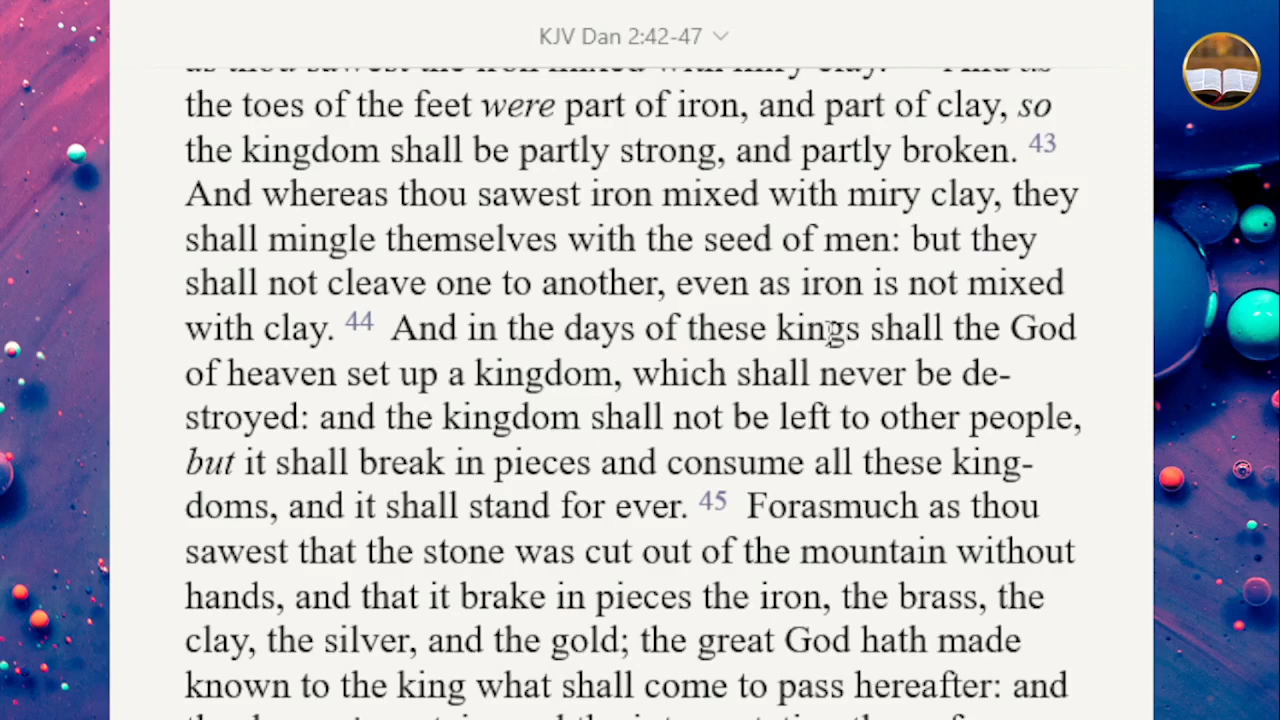 KJV Dan 2:42-47
the toes of the feet were part of iron, and part of clay, so
the kingdom shall be partly strong, and partly broken. 43
And whereas thou sawest iron mixed with miry clay, they
shall mingle themselves with the seed of men: but they
shall not cleave one to another, even as iron is not mixed
with clay. 44 And in the days of these kings shall the God
of heaven set up a kingdom, which shall never be de-
stroyed: and the kingdom shall not be left to other people,
but it shall break in pieces and consume all these king-
doms, and it shall stand for ever. 45 Forasmuch as thou
sawest that the stone was cut out of the mountain without
hands, and that it brake in pieces the iron, the brass, the
clay, the silver, and the gold; the great God hath made
known to the king what shall come to pass hereafter: and